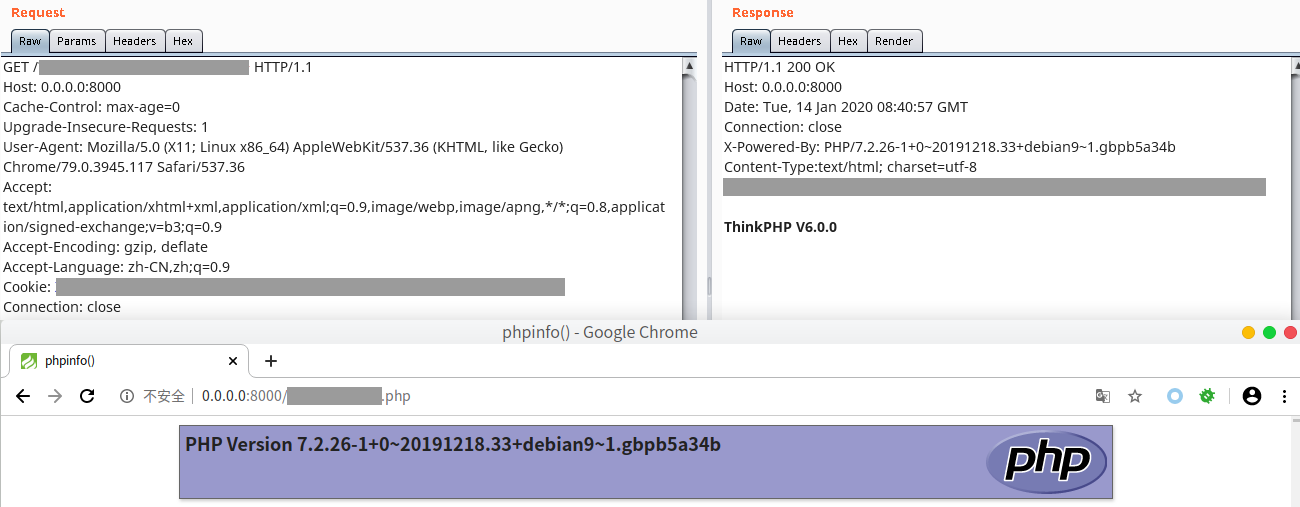 Request
Raw Params Headers Hex
GET / HTTP/1.1
Host: 0.0.0.0:8000
Cache-Control: max-age=0
Upgrade-Insecure-Requests: 1
User-Agent: Mozilla/5.0 (X11; Linux x86_64) AppleWebKit/537.36 (KHTML, like Gecko)
Chrome/79.0.3945.117 Safari/537.36
Accept:
text/html,application/xhtml+xml,application/xml;q=0.9,image/webp,image/apng,*/*;q=0.8,applicat
ion/signed-exchange;v=b3;q=0.9
Accept-Encoding: gzip, deflate
Accept-Language: zh-CN,zh;q=0.9
Cookie:
Connection: close
Response
Raw Headers Hex Render
HTTP/1.1 200 OK
Host: 0.0.0.0:8000
Date: Tue, 14 Jan 2020 08:40:57 GMT
Connection: close
X-Powered-By: PHP/7.2.26-1+0~20191218.33+debian9~1.gbpb5a34b
Content-Type:text/html; charset=utf-8
ThinkPHP V6.0.0
phpinfo() - Google Chrome
phpinfo()
不安全 0.0.0.0:8000/ .php
PHP Version 7.2.26-1+0~20191218.33+debian9~1.gbpb5a34b
php